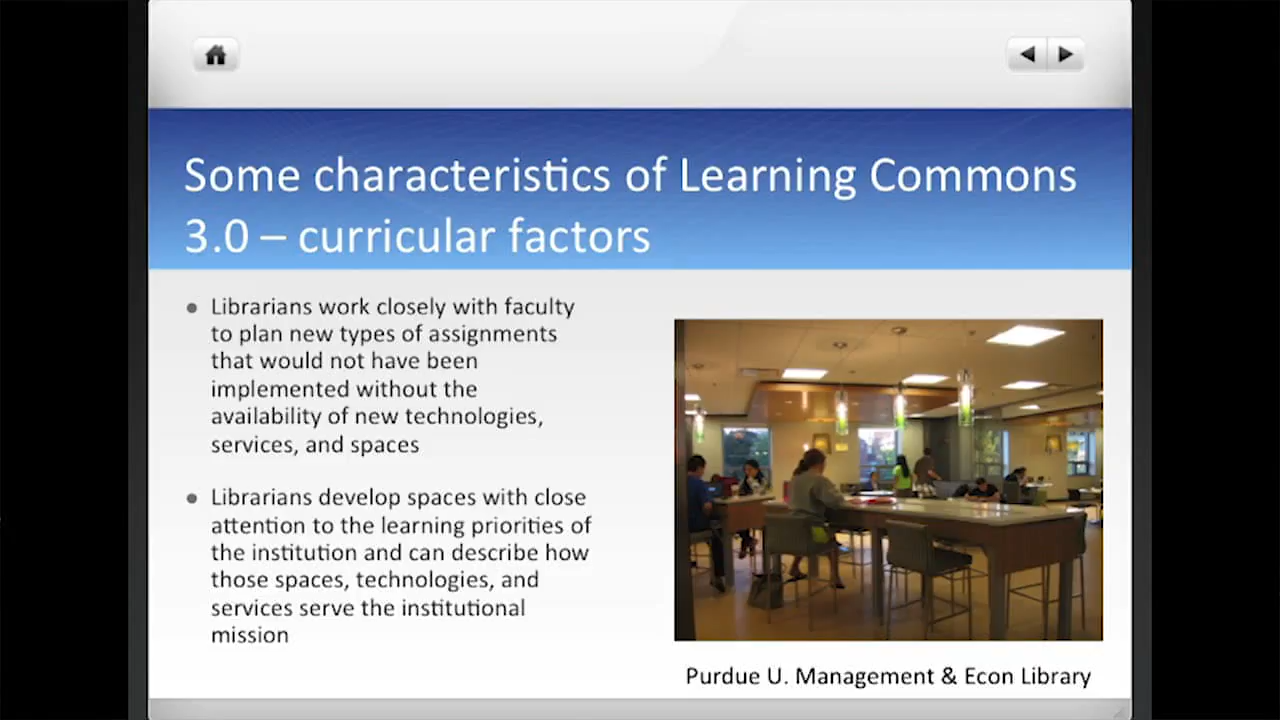 Some characteristics of Learning Commons
3.0 – curricular factors
● Librarians work closely with faculty
to plan new types of assignments
that would not have been
implemented without the
availability of new technologies,
services, and spaces
● Librarians develop spaces with close
attention to the learning priorities of
the institution and can describe how
those spaces, technologies, and
services serve the institutional
mission
Purdue U. Management & Econ Library